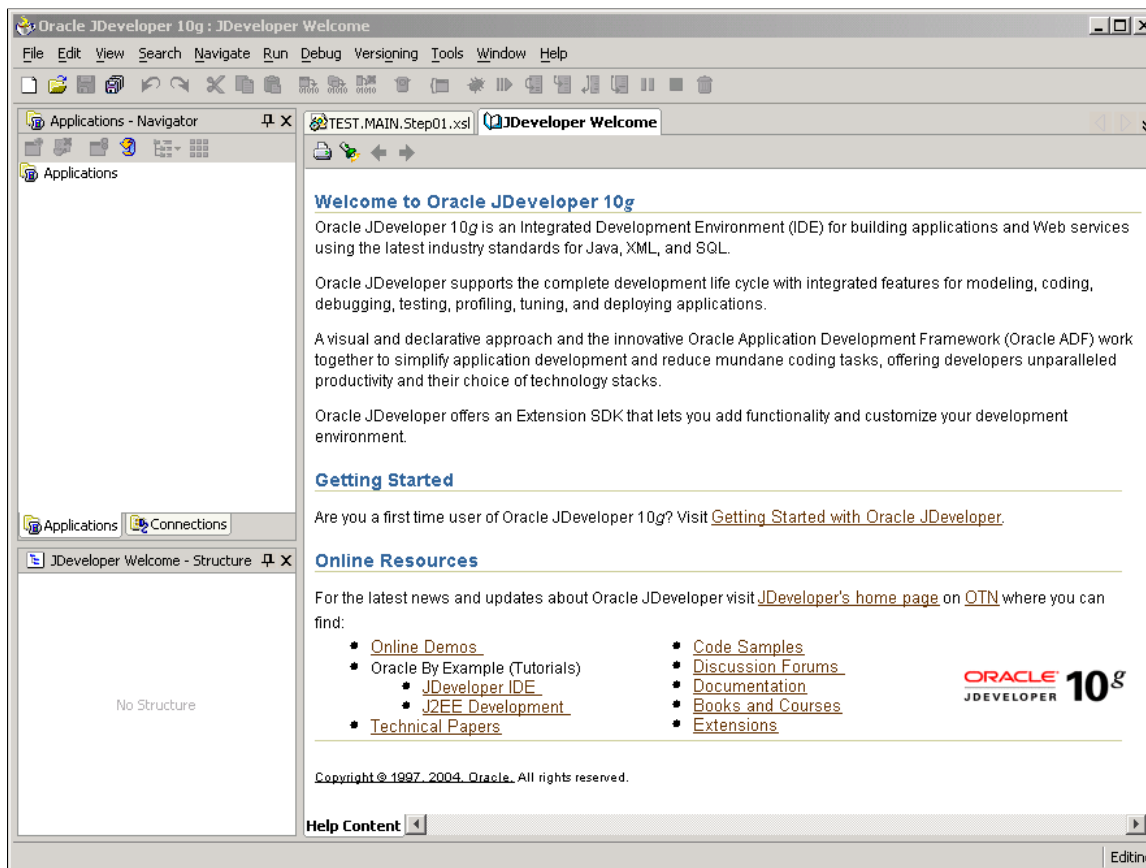 Oracle JDeveloper 10g : JDeveloper Welcome
File Edit View Search Navigate Run Debug Versioning Tools Window Help
Applications - Navigator
Applications
Applications Connections
JDeveloper Welcome - Structure
No Structure
TEST.MAIN.Step01.xsl JDeveloper Welcome
Welcome to Oracle JDeveloper 10g
Oracle JDeveloper 10g is an Integrated Development Environment (IDE) for building applications and Web services
using the latest industry standards for Java, XML, and SQL.
Oracle JDeveloper supports the complete development life cycle with integrated features for modeling, coding,
debugging, testing, profiling, tuning, and deploying applications.
A visual and declarative approach and the innovative Oracle Application Development Framework (Oracle ADF) work
together to simplify application development and reduce mundane coding tasks, offering developers unparalleled
productivity and their choice of technology stacks.
Oracle JDeveloper offers an Extension SDK that lets you add functionality and customize your development
environment.
Getting Started
Are you a first time user of Oracle JDeveloper 10g? Visit Getting Started with Oracle JDeveloper.
Online Resources
For the latest news and updates about Oracle JDeveloper visit JDeveloper's home page on OTN where you can
find:
Online Demos
Oracle By Example (Tutorials)
JDeveloper IDE
J2EE Development
Technical Papers
Code Samples
Discussion Forums
Documentation
Books and Courses
Extensions
ORACLE
JDEVELOPER 10g
Copyright © 1997, 2004, Oracle. All rights reserved.
Help Content
Editing